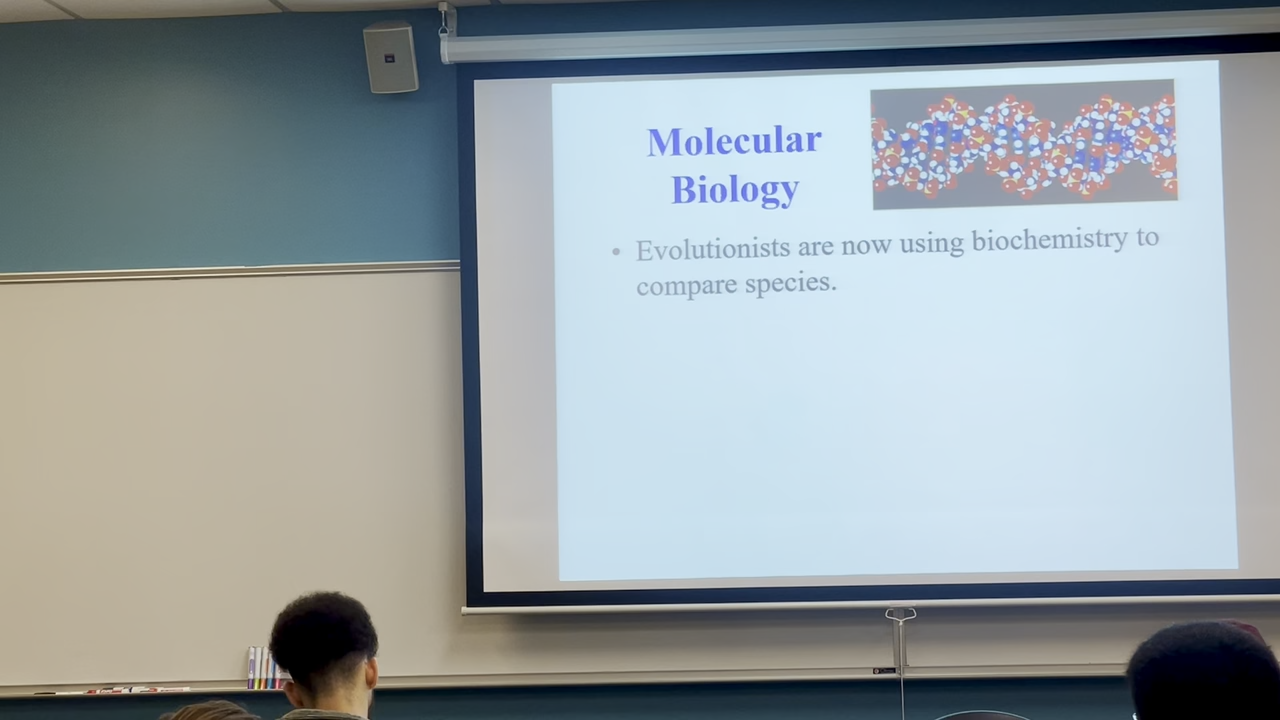 Molecular
Biology
• Evolutionists are now using biochemistry to
compare species.